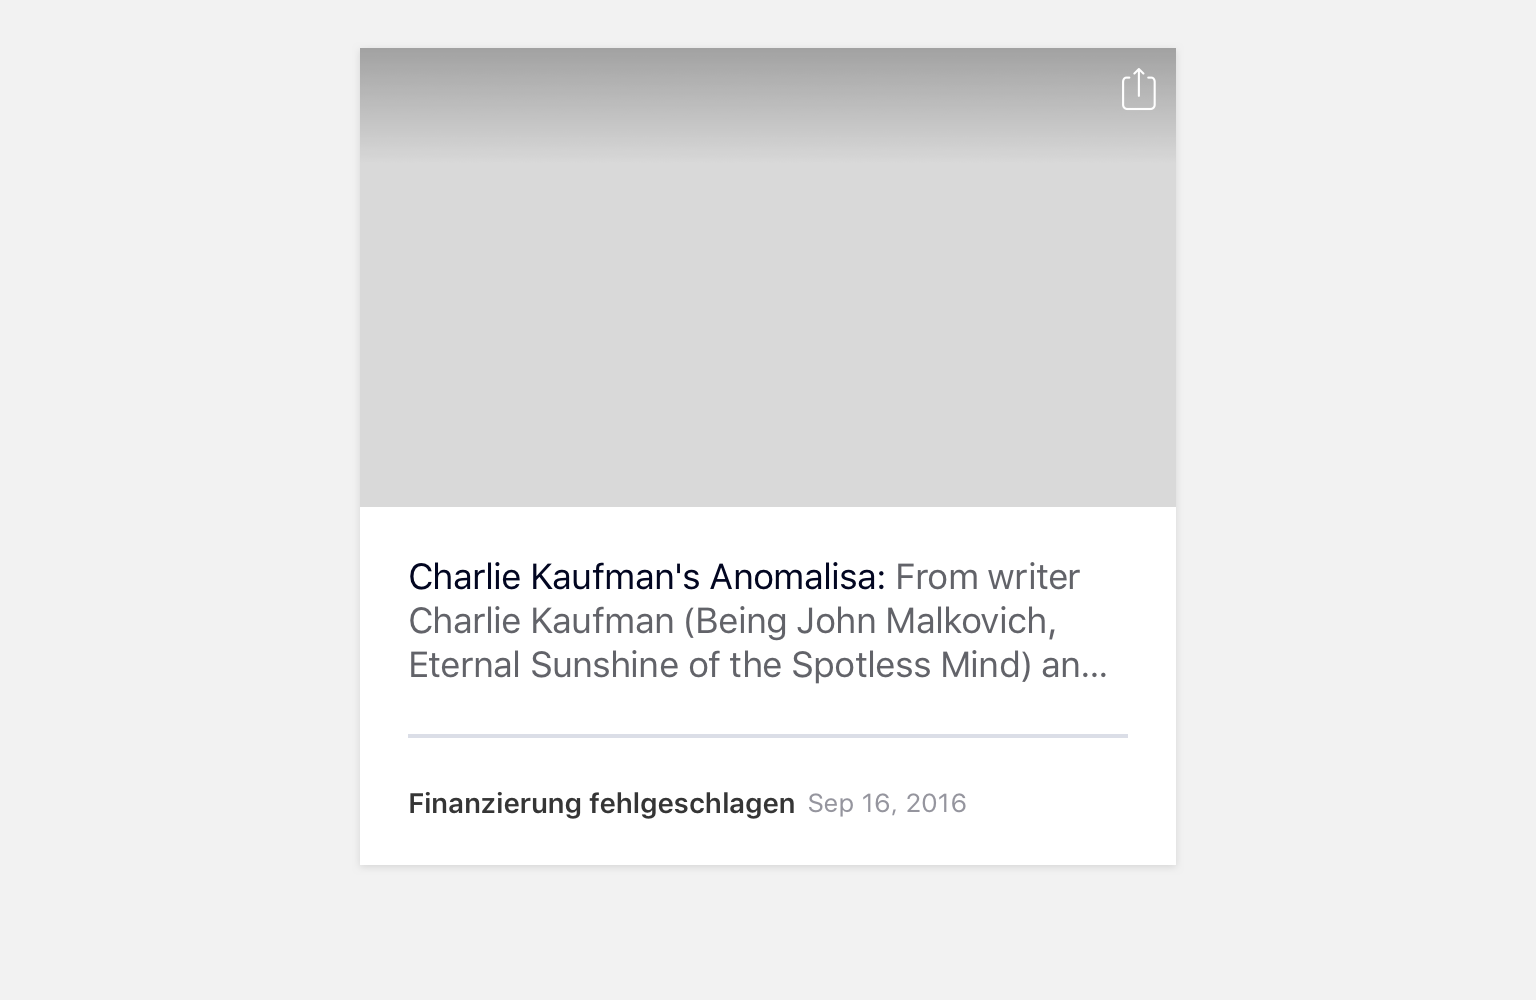 Charlie Kaufman's Anomalisa: From writer
Charlie Kaufman (Being John Malkovich,
Eternal Sunshine of the Spotless Mind) an…
Finanzierung fehlgeschlagen Sep 16, 2016